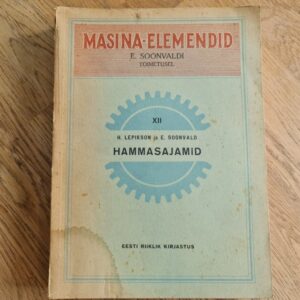 MASINA-ELEMENDID
E. SOONVALDI
TOIMETUSEL
XII
H. LEPIKSON ja E. SOONVALD
HAMMASAJAMID
EESTI RIIKLIK KIRJASTUS